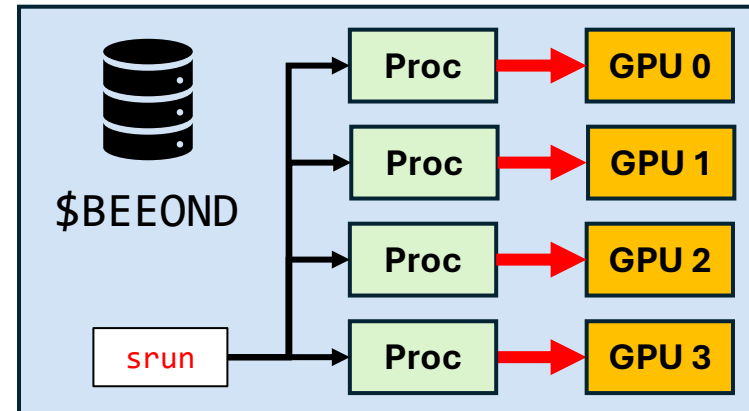 Proc
GPU 0
Proc
GPU 1
$BEEOND
Proc
GPU 2
srun
Proc
GPU 3